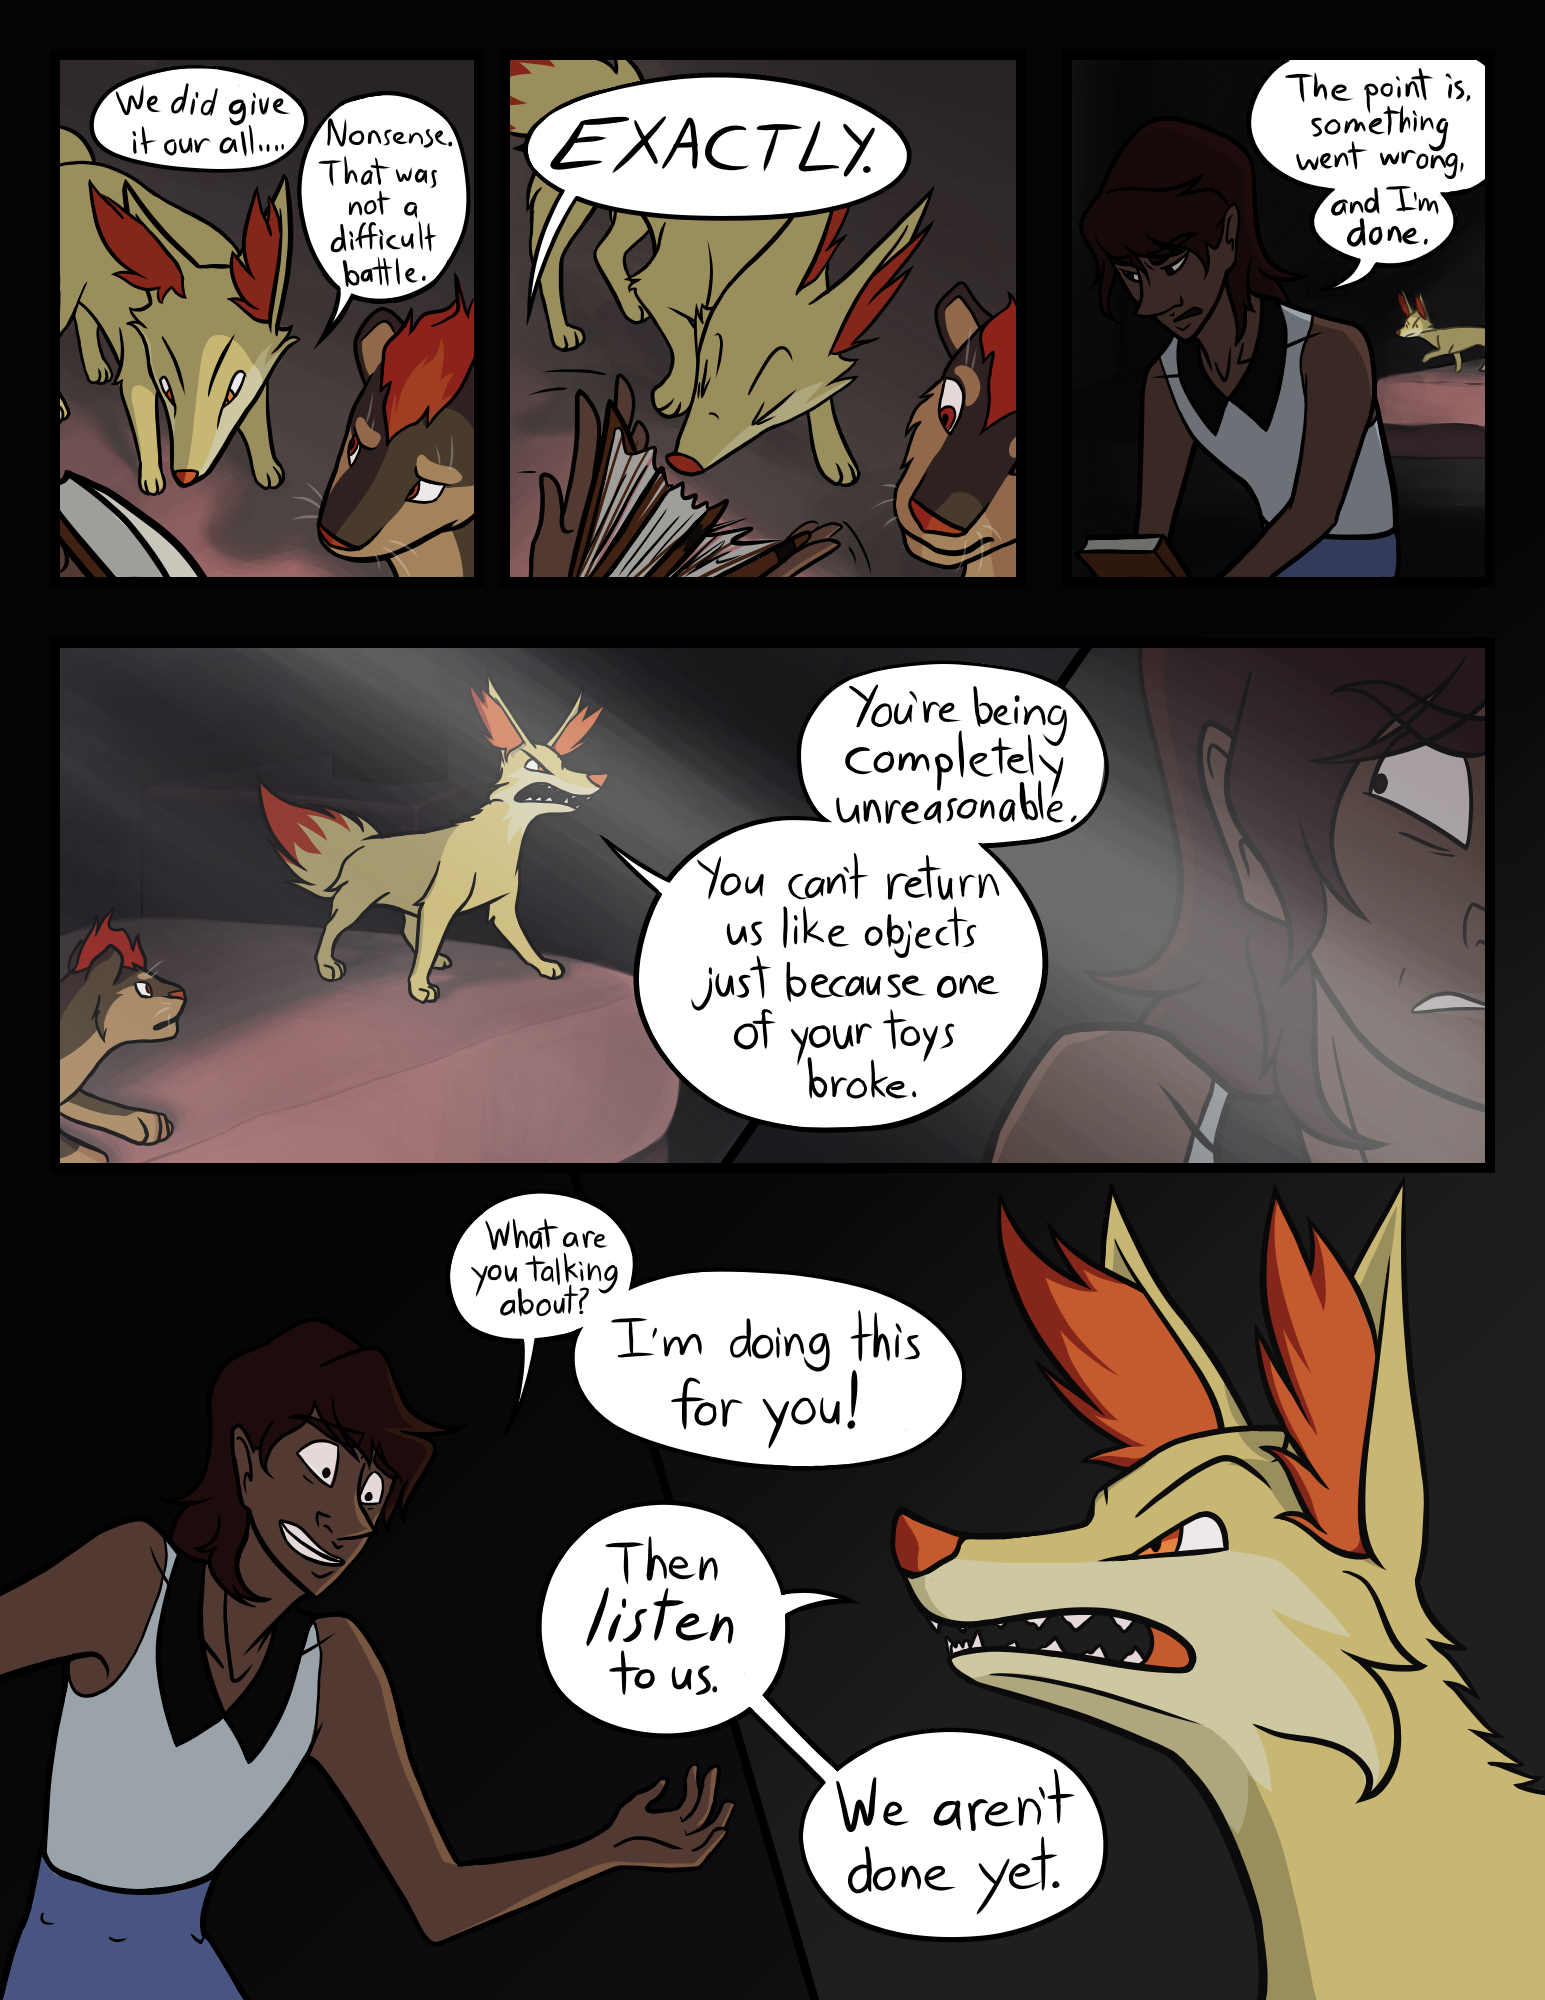 We did give
it our all....
Nonsense.
That was
not a
difficult
battle.
EXACTLY.
The point is,
something
went wrong,
and I'm
done.
You're being
completely
unreasonable.
You can't return
us like objects
just because one
of your toys
broke.
What are
you talking
about?
I'm doing this
for you!
Then
listen
to us.
We aren't
done yet.